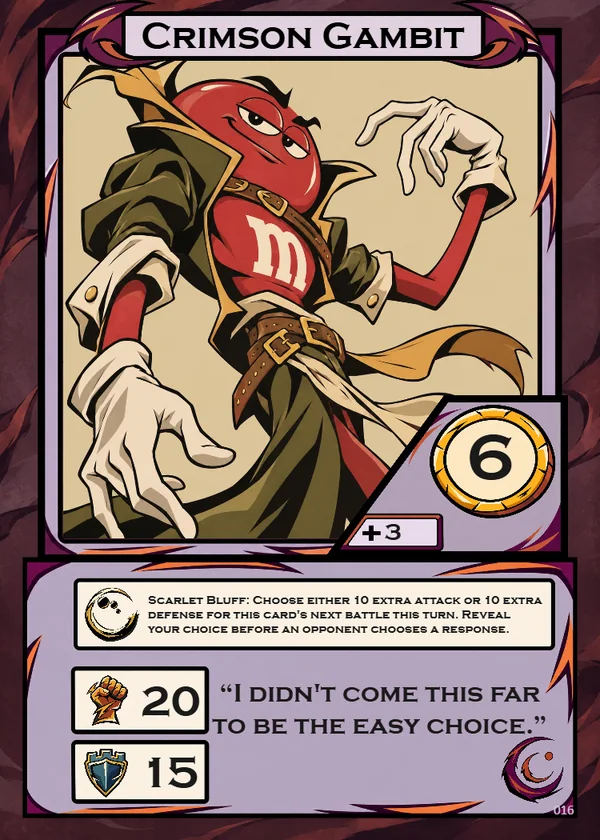 Crimson Gambit
m
6
+3
Scarlet Bluff: Choose either 10 extra attack or 10 extra
defense for this card's next battle this turn. Reveal
your choice before an opponent chooses a response.
20
“I didn't come this far
to be the easy choice.”
15
016